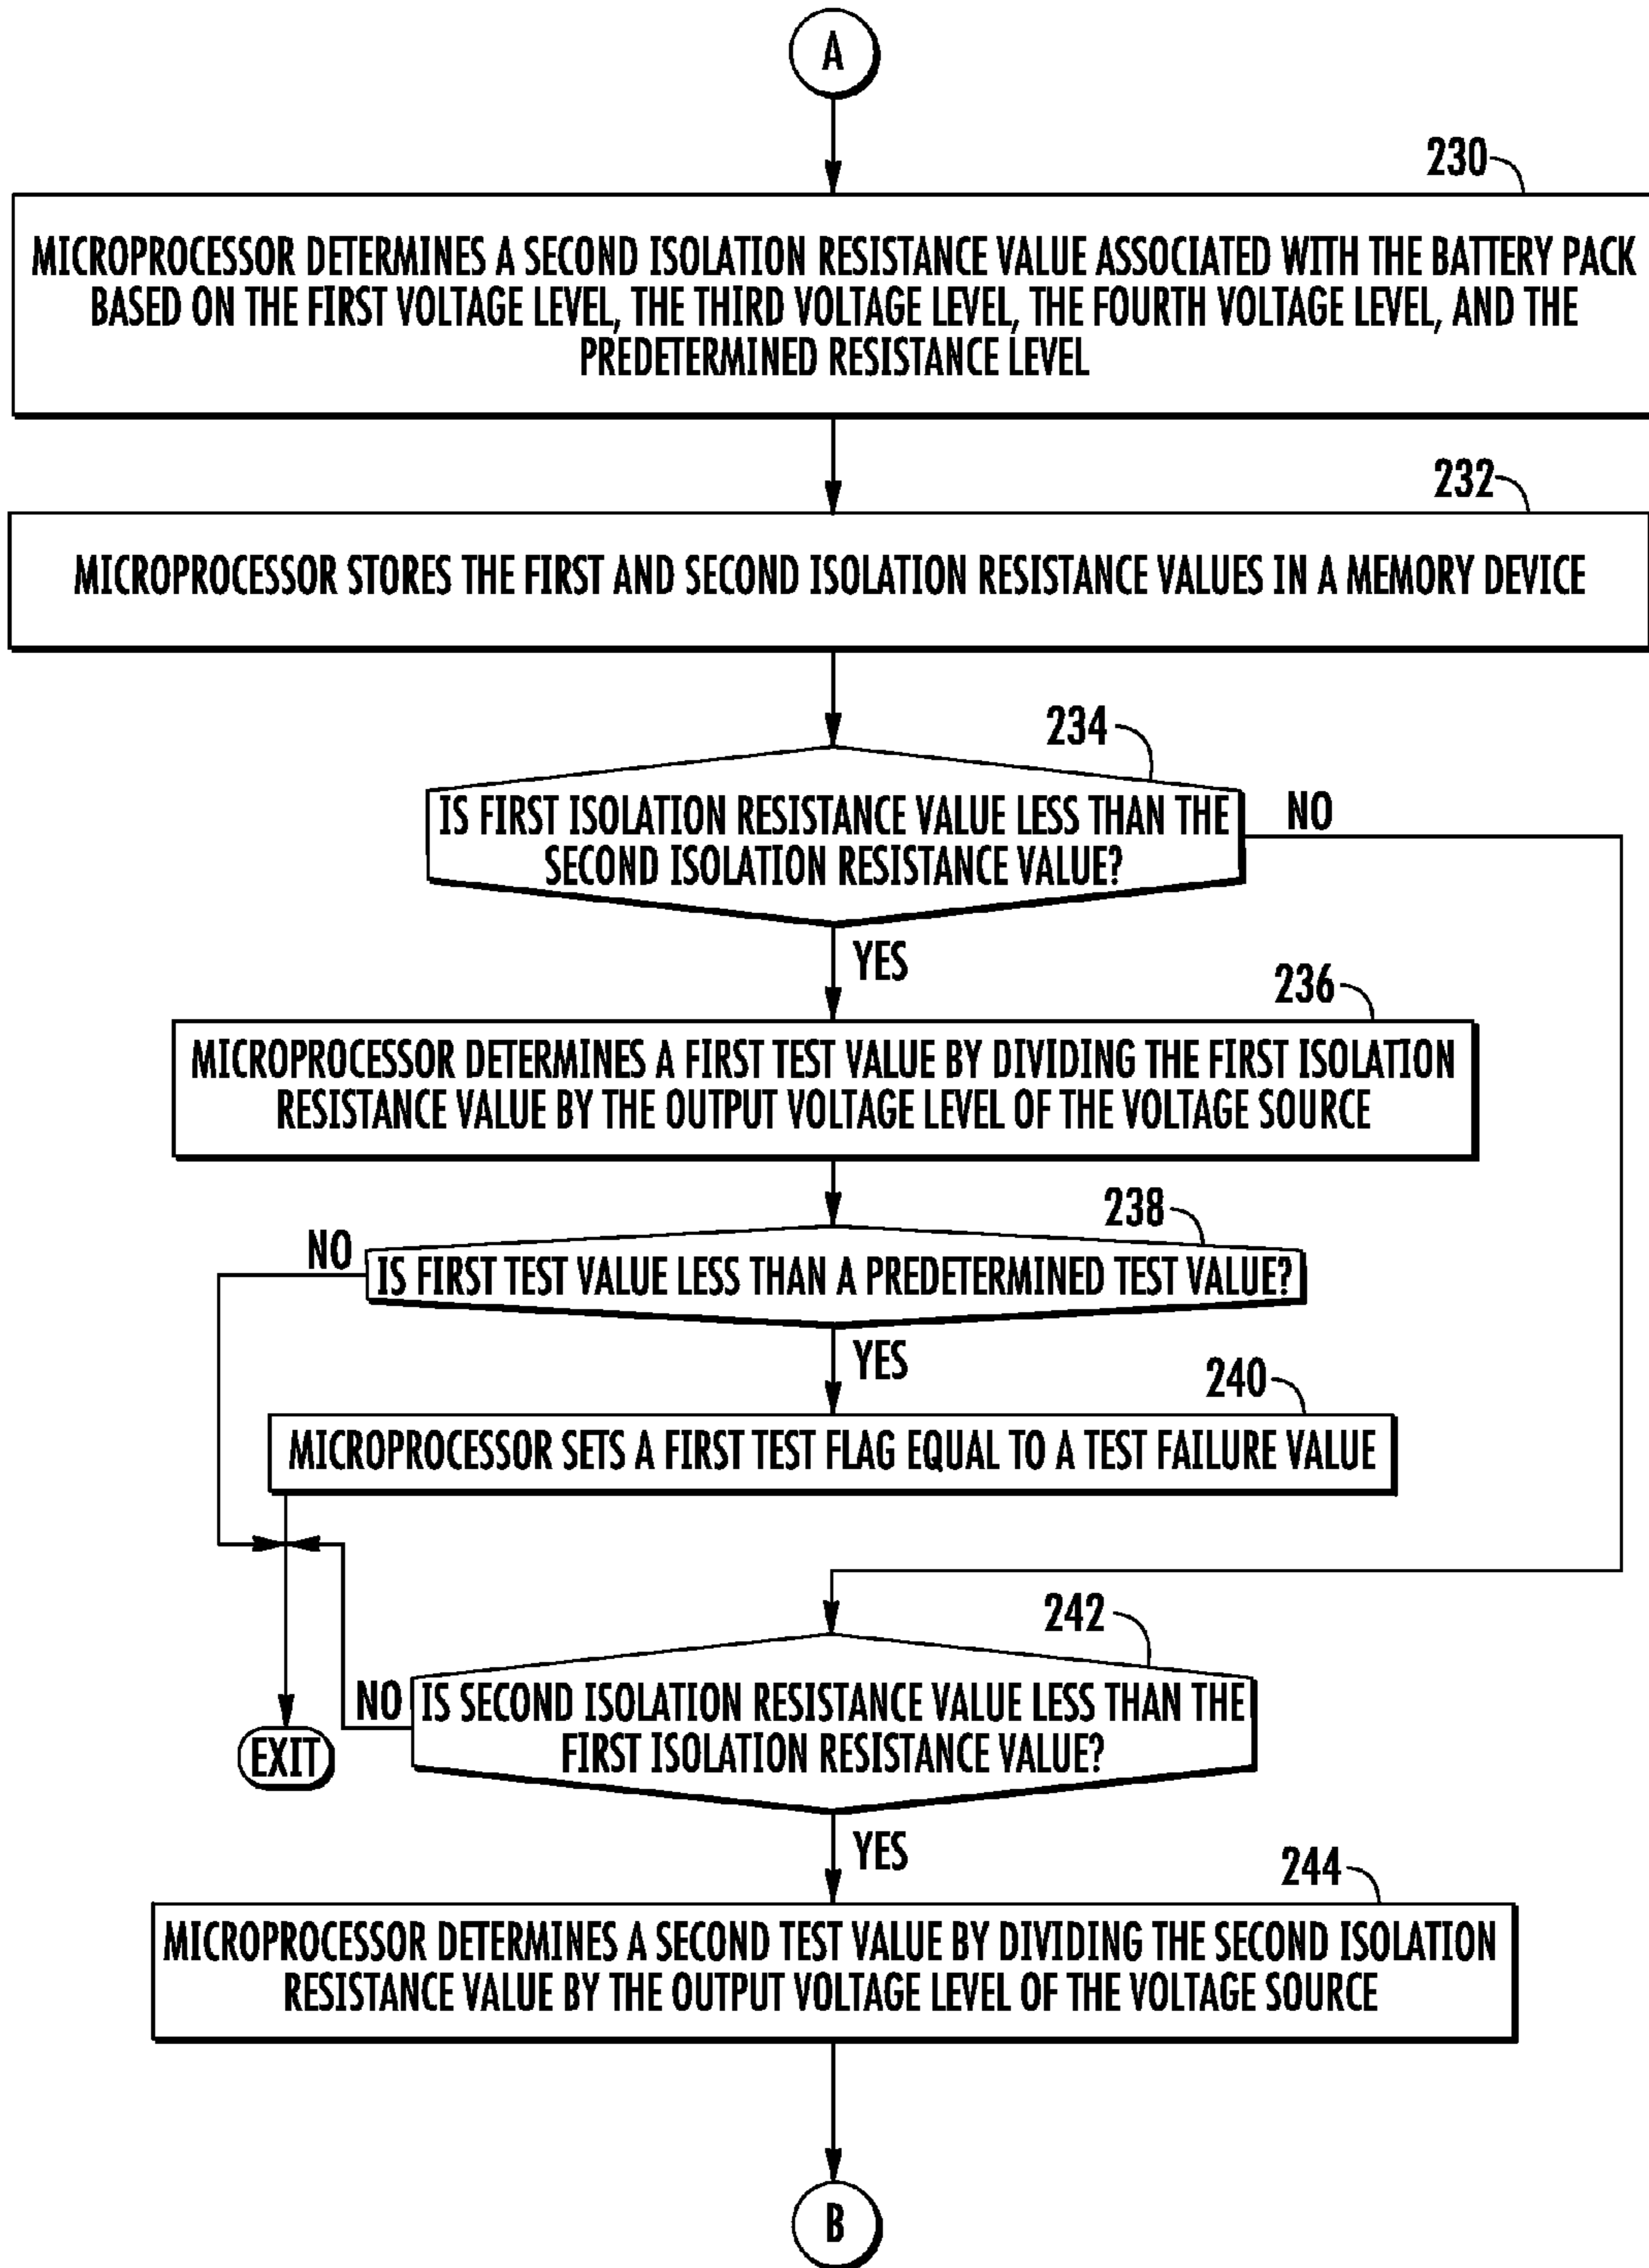 A
230
MICROPROCESSOR DETERMINES A SECOND ISOLATION RESISTANCE VALUE ASSOCIATED WITH THE BATTERY PACK
BASED ON THE FIRST VOLTAGE LEVEL, THE THIRD VOLTAGE LEVEL, THE FOURTH VOLTAGE LEVEL, AND THE
PREDETERMINED RESISTANCE LEVEL
232
MICROPROCESSOR STORES THE FIRST AND SECOND ISOLATION RESISTANCE VALUES IN A MEMORY DEVICE
234
IS FIRST ISOLATION RESISTANCE VALUE LESS THAN THE
SECOND ISOLATION RESISTANCE VALUE?
NO
YES
236
MICROPROCESSOR DETERMINES A FIRST TEST VALUE BY DIVIDING THE FIRST ISOLATION
RESISTANCE VALUE BY THE OUTPUT VOLTAGE LEVEL OF THE VOLTAGE SOURCE
238
NO
IS FIRST TEST VALUE LESS THAN A PREDETERMINED TEST VALUE?
YES
240
MICROPROCESSOR SETS A FIRST TEST FLAG EQUAL TO A TEST FAILURE VALUE
242
NO
IS SECOND ISOLATION RESISTANCE VALUE LESS THAN THE
FIRST ISOLATION RESISTANCE VALUE?
EXIT
YES
244
MICROPROCESSOR DETERMINES A SECOND TEST VALUE BY DIVIDING THE SECOND ISOLATION
RESISTANCE VALUE BY THE OUTPUT VOLTAGE LEVEL OF THE VOLTAGE SOURCE
B